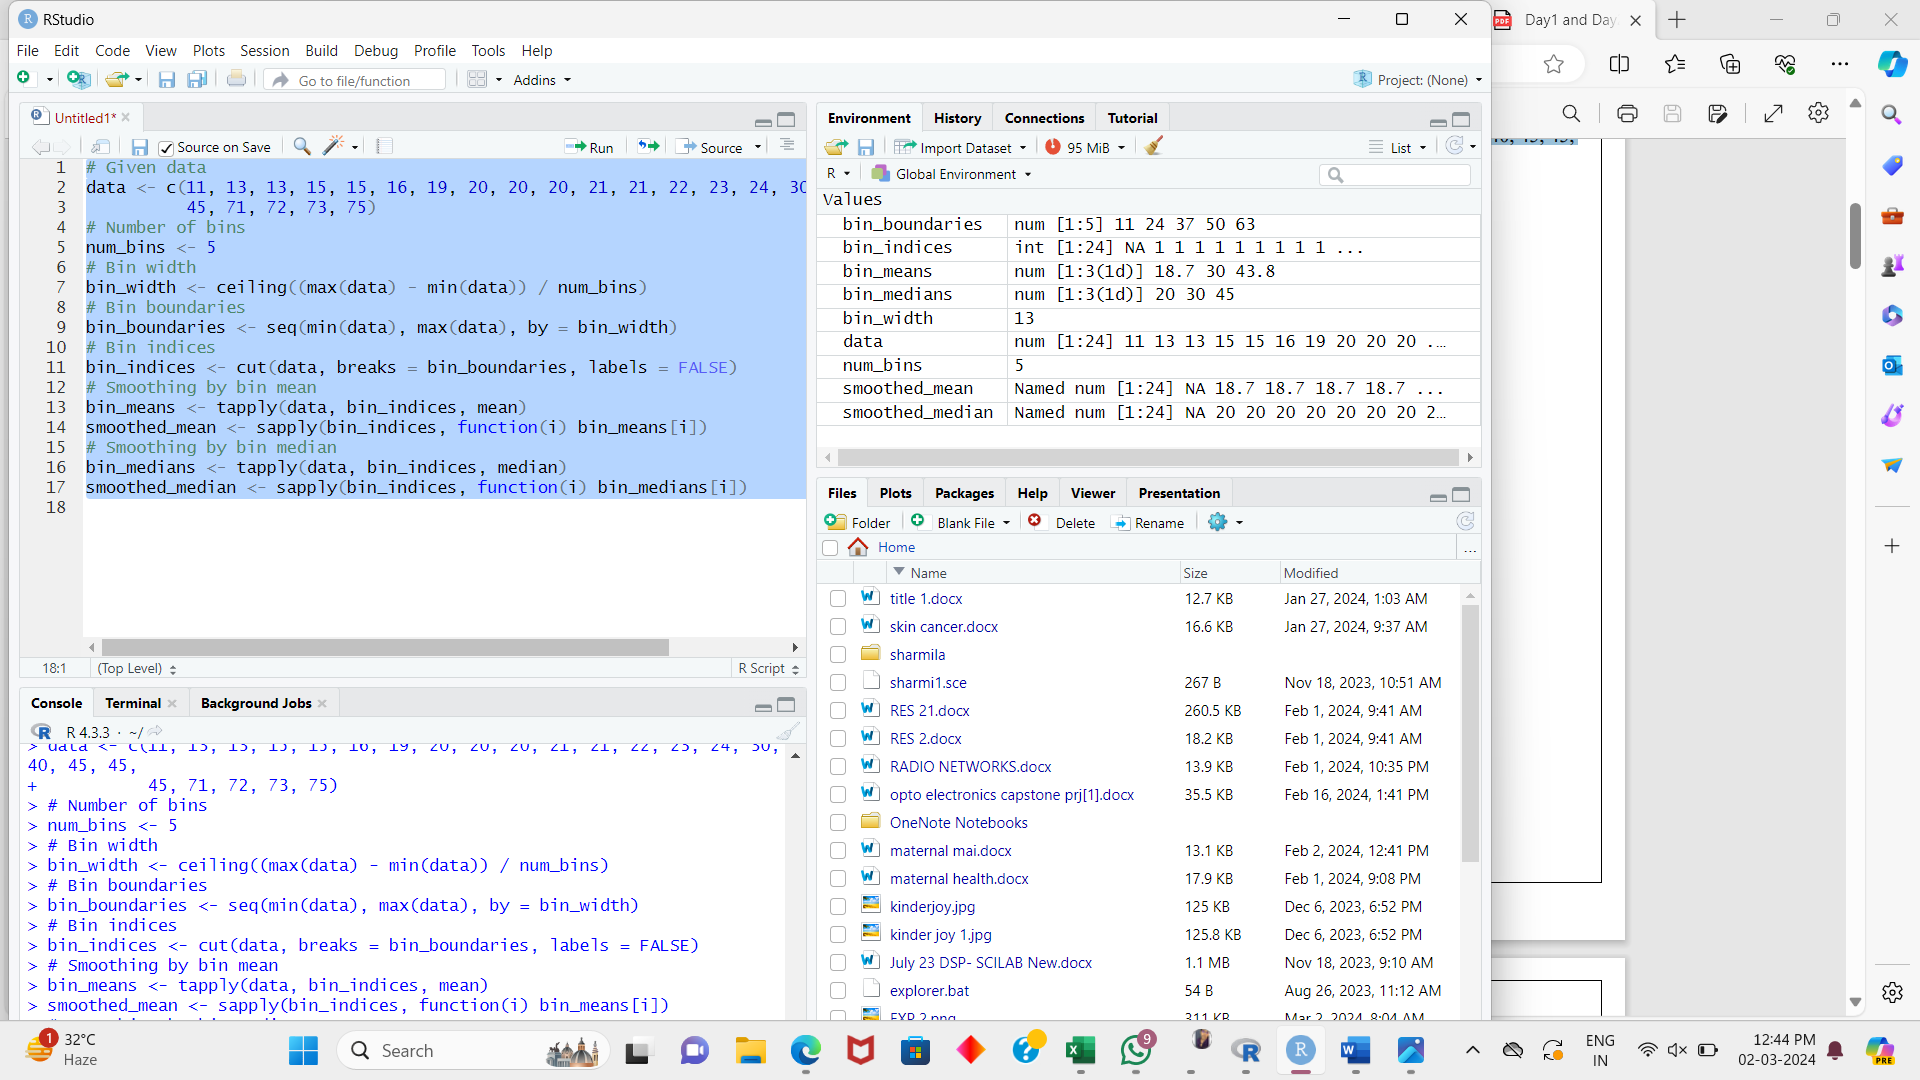 RStudio
File Edit Code View Plots Session Build Debug Profile Tools Help
Go to file/function Addins Project: (None)
Untitled1*
Source on Save Run Source
1 # Given data
2 data <- c(11, 13, 13, 15, 15, 16, 19, 20, 20, 20, 21, 21, 22, 23, 24, 30
3 45, 71, 72, 73, 75)
4 # Number of bins
5 num_bins <- 5
6 # Bin width
7 bin_width <- ceiling((max(data) - min(data)) / num_bins)
8 # Bin boundaries
9 bin_boundaries <- seq(min(data), max(data), by = bin_width)
10 # Bin indices
11 bin_indices <- cut(data, breaks = bin_boundaries, labels = FALSE)
12 # Smoothing by bin mean
13 bin_means <- tapply(data, bin_indices, mean)
14 smoothed_mean <- sapply(bin_indices, function(i) bin_means[i])
15 # Smoothing by bin median
16 bin_medians <- tapply(data, bin_indices, median)
17 smoothed_median <- sapply(bin_indices, function(i) bin_medians[i])
18
18:1 (Top Level) R Script
Console Terminal Background Jobs
R 4.3.3 · ~/
> data <- c(11, 13, 13, 15, 15, 16, 19, 20, 20, 20, 21, 21, 22, 23, 24, 30,
40, 45, 45,
+ 45, 71, 72, 73, 75)
> # Number of bins
> num_bins <- 5
> # Bin width
> bin_width <- ceiling((max(data) - min(data)) / num_bins)
> # Bin boundaries
> bin_boundaries <- seq(min(data), max(data), by = bin_width)
> # Bin indices
> bin_indices <- cut(data, breaks = bin_boundaries, labels = FALSE)
> # Smoothing by bin mean
> bin_means <- tapply(data, bin_indices, mean)
> smoothed_mean <- sapply(bin_indices, function(i) bin_means[i])
Environment History Connections Tutorial
Import Dataset 95 MiB List
R Global Environment
Values
bin_boundaries num [1:5] 11 24 37 50 63
bin_indices int [1:24] NA 1 1 1 1 1 1 1 1 1 ...
bin_means num [1:3(1d)] 18.7 30 43.8
bin_medians num [1:3(1d)] 20 30 45
bin_width 13
data num [1:24] 11 13 13 15 15 16 19 20 20 20 ...
num_bins 5
smoothed_mean Named num [1:24] NA 18.7 18.7 18.7 18.7 ...
smoothed_median Named num [1:24] NA 20 20 20 20 20 20 20 2...
Files Plots Packages Help Viewer Presentation
Folder Blank File Delete Rename
Home ...
Name Size Modified
title 1.docx 12.7 KB Jan 27, 2024, 1:03 AM
skin cancer.docx 16.6 KB Jan 27, 2024, 9:37 AM
sharmila
sharmi1.sce 267 B Nov 18, 2023, 10:51 AM
RES 21.docx 260.5 KB Feb 1, 2024, 9:41 AM
RES 2.docx 18.2 KB Feb 1, 2024, 9:41 AM
RADIO NETWORKS.docx 13.9 KB Feb 1, 2024, 10:35 PM
opto electronics capstone prj[1].docx 35.5 KB Feb 16, 2024, 1:41 PM
OneNote Notebooks
maternal mai.docx 13.1 KB Feb 2, 2024, 12:41 PM
maternal health.docx 17.9 KB Feb 1, 2024, 9:08 PM
kinderjoy.jpg 125 KB Dec 6, 2023, 6:52 PM
kinder joy 1.jpg 125.8 KB Dec 6, 2023, 6:52 PM
July 23 DSP- SCILAB New.docx 1.1 MB Nov 18, 2023, 9:10 AM
explorer.bat 54 B Aug 26, 2023, 11:12 AM
EXP 2.png 311 KB Mar 2, 2024, 8:04 AM
Day1 and Day
1 32°C
Haze
Search
9
ENG
IN
12:44 PM
02-03-2024
PRE